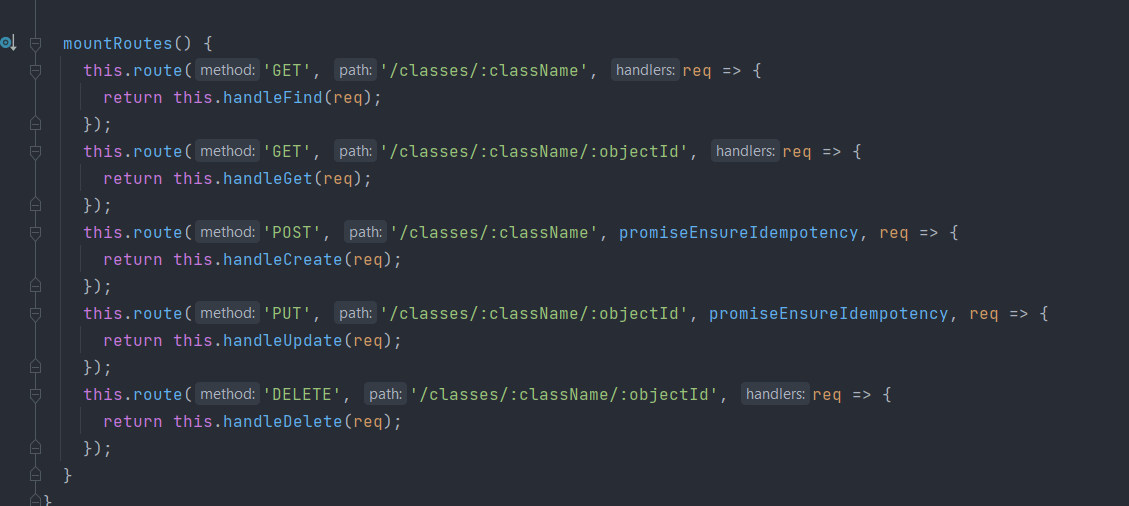 mountRoutes() {
this.route( method: 'GET', path: '/classes/:className', handlers: req => {
return this.handleFind(req);
});
this.route( method: 'GET', path: '/classes/:className/:objectId', handlers: req => {
return this.handleGet(req);
});
this.route( method: 'POST', path: '/classes/:className', promiseEnsureIdempotency, req => {
return this.handleCreate(req);
});
this.route( method: 'PUT', path: '/classes/:className/:objectId', promiseEnsureIdempotency, req => {
return this.handleUpdate(req);
});
this.route( method: 'DELETE', path: '/classes/:className/:objectId', handlers: req => {
return this.handleDelete(req);
});
}
}